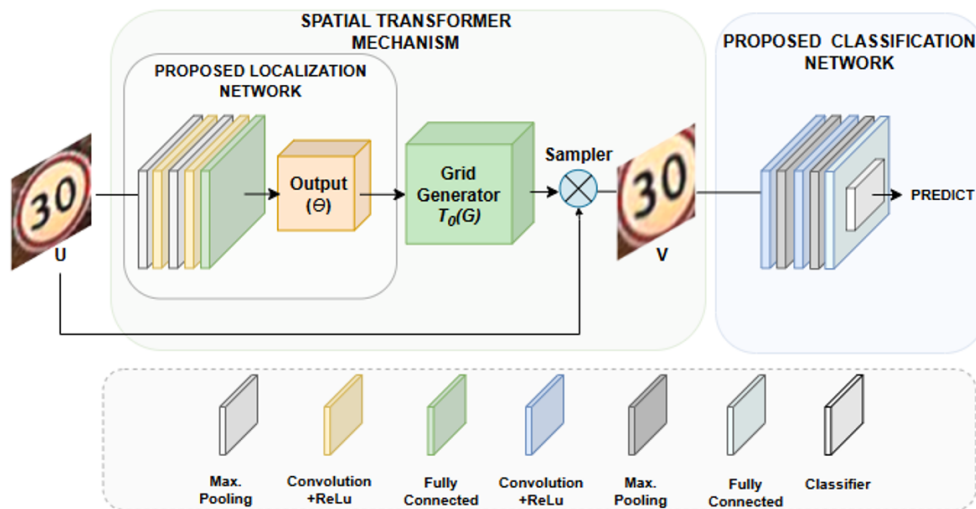 SPATIAL TRANSFORMER
MECHANISM
PROPOSED CLASSIFICATION
NETWORK
PROPOSED LOCALIZATION
NETWORK
30
U
Output
(Θ)
Grid
Generator
T₀(G)
Sampler
30
V
PREDICT
Max.
Pooling
Convolution
+ReLu
Fully
Connected
Convolution
+ReLu
Max.
Pooling
Fully
Connected
Classifier